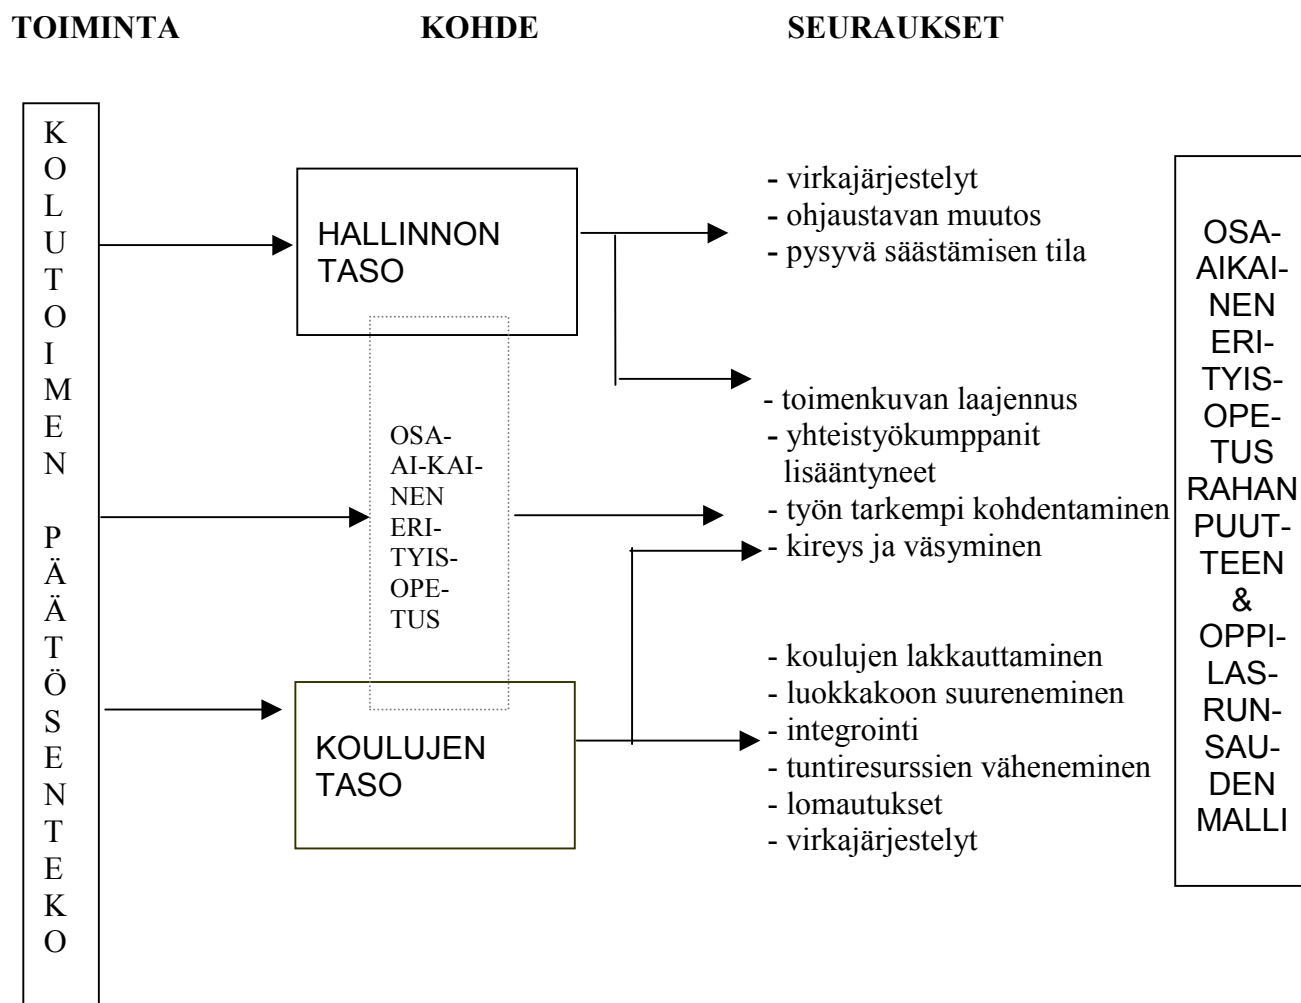 TOIMINTA KOHDE SEURAUKSET
K
O
L
U
T
O
I
M
E
N
P
Ä
Ä
T
Ö
S
E
N
T
E
K
O
HALLINNON
TASO
OSA-
AI-KAI-
NEN
ERI-
TYIS-
OPE-
TUS
KOULUJEN
TASO
- virkajärjestelyt
- ohjaustavan muutos
- pysyvä säästämisen tila
- toimenkuvan laajennus
- yhteistyökumppanit
lisääntyneet
- työn tarkempi kohdentaminen
- kireys ja väsyminen
- koulujen lakkauttaminen
- luokkakoon suureneminen
- integrointi
- tuntiresurssien väheneminen
- lomautukset
- virkajärjestelyt
OSA-
AIKAI-
NEN
ERI-
TYIS-
OPE-
TUS
RAHAN
PUUT-
TEEN
&
OPPI-
LAS-
RUN-
SAU-
DEN
MALLI